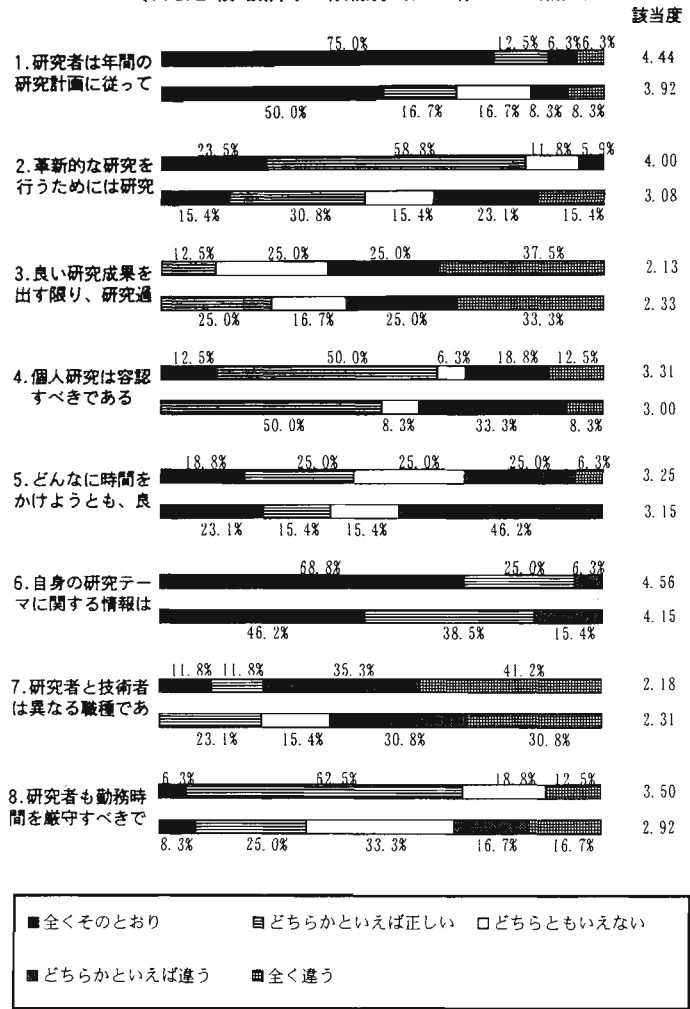 該当度
75.0% 12.5% 6.3% 6.3%
1.研究者は年間の
研究計画に従って
4.44
3.92
50.0% 16.7% 16.7% 8.3% 8.3%
23.5% 58.8% 11.8% 5.9%
2.革新的な研究を
行うためには研究
4.00
3.08
15.4% 30.8% 15.4% 23.1% 15.4%
12.5% 25.0% 25.0% 37.5%
3.良い研究成果を
出す限り、研究過
2.13
2.33
25.0% 16.7% 25.0% 33.3%
12.5% 50.0% 6.3% 18.8% 12.5%
4.個人研究は容認
すべきである
3.31
3.00
50.0% 8.3% 33.3% 8.3%
18.8% 25.0% 25.0% 25.0% 6.3%
5.どんなに時間を
かけようとも、良
3.25
3.15
23.1% 15.4% 15.4% 46.2%
68.8% 25.0% 6.3%
6.自身の研究テー
マに関する情報は
4.56
4.15
46.2% 38.5% 15.4%
11.8% 11.8% 35.3% 41.2%
7.研究者と技術者
は異なる職種であ
2.18
2.31
23.1% 15.4% 30.8% 30.8%
6.3% 62.5% 18.8% 12.5%
8.研究者も勤務時
間を厳守すべきで
3.50
2.92
8.3% 25.0% 33.3% 16.7% 16.7%
全くそのとおり どちらかといえば正しい どちらともいえない
どちらかといえば違う 全く違う